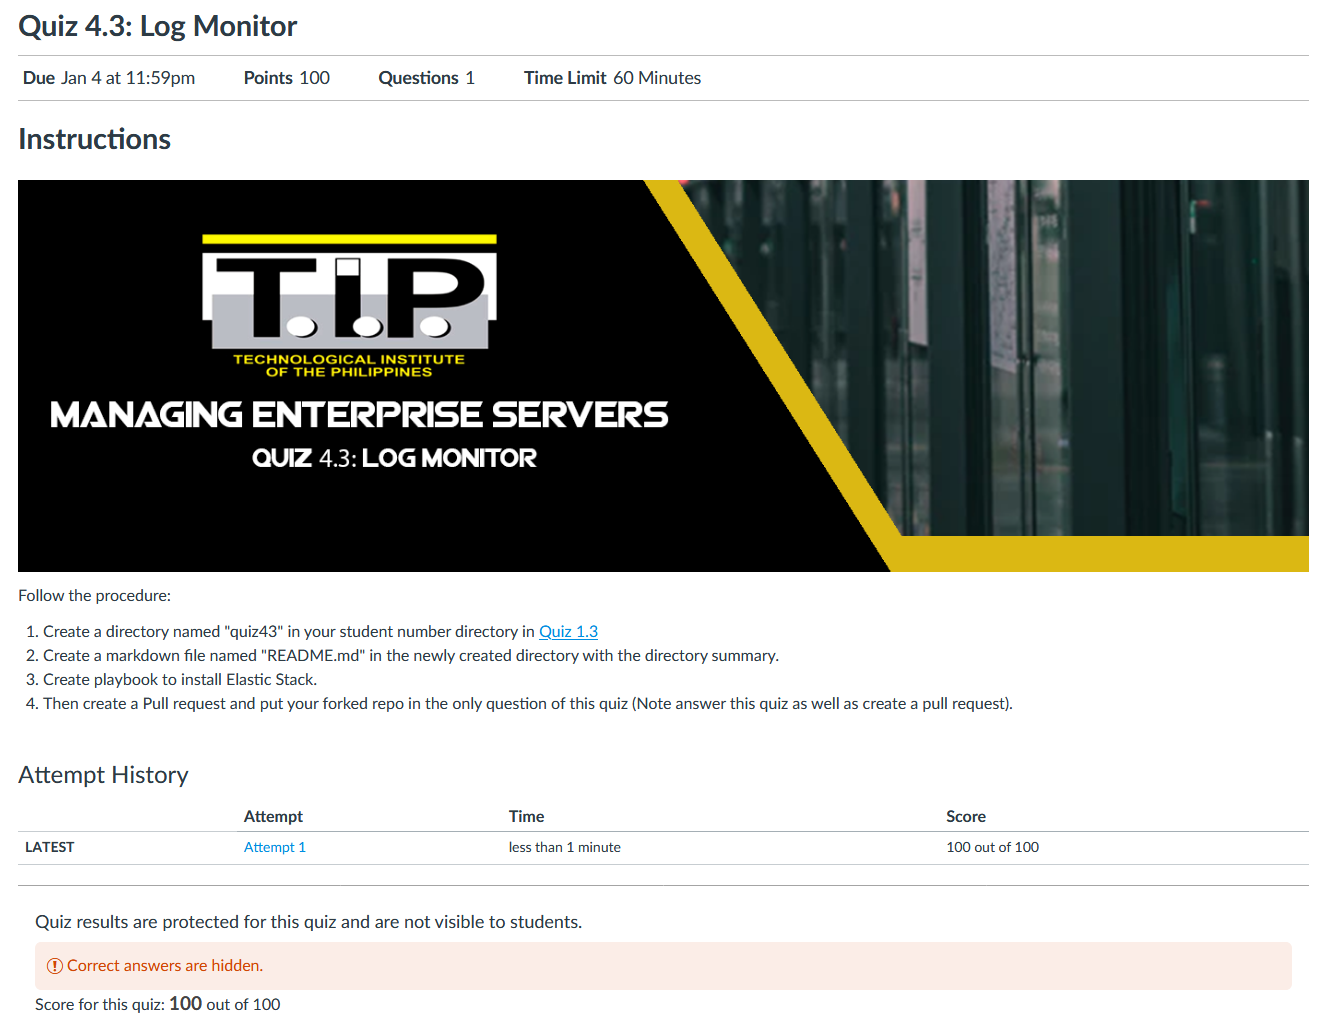 Quiz 4.3: Log Monitor
Due Jan 4 at 11:59pm Points 100 Questions 1 Time Limit 60 Minutes
Instructions
T.I.P.
TECHNOLOGICAL INSTITUTE
OF THE PHILIPPINES
MANAGING ENTERPRISE SERVERS
QUIZ 4.3: LOG MONITOR
Follow the procedure:
1. Create a directory named "quiz43" in your student number directory in Quiz 1.3
2. Create a markdown file named "README.md" in the newly created directory with the directory summary.
3. Create playbook to install Elastic Stack.
4. Then create a Pull request and put your forked repo in the only question of this quiz (Note answer this quiz as well as create a pull request).
Attempt History
Attempt Time Score
LATEST Attempt 1 less than 1 minute 100 out of 100
Quiz results are protected for this quiz and are not visible to students.
Correct answers are hidden.
Score for this quiz: 100 out of 100